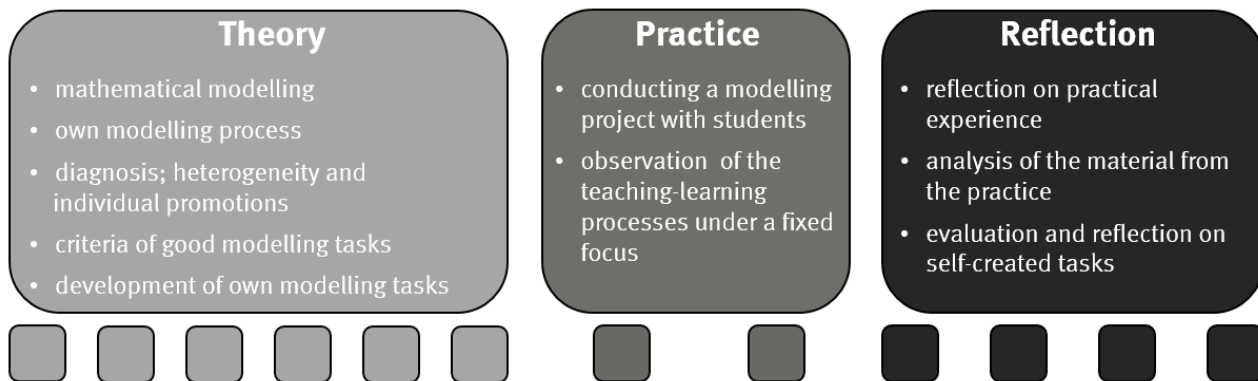 Theory
• mathematical modelling
• own modelling process
• diagnosis; heterogeneity and
individual promotions
• criteria of good modelling tasks
• development of own modelling tasks
Practice
• conducting a modelling
project with students
• observation of the
teaching-learning
processes under a fixed
focus
Reflection
• reflection on practical
experience
• analysis of the material from
the practice
• evaluation and reflection on
self-created tasks